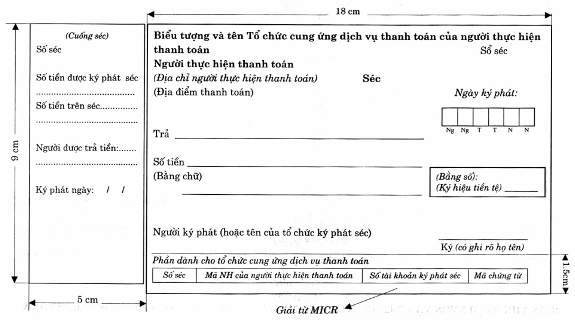 18 cm
(Cuống séc)
Số séc
Số tiền được ký phát séc
..............................
Số tiền trên séc..............
..............................
Người được trả tiền:.......
..............................
Ký phát ngày: / /
9 cm
5 cm
Biểu tượng và tên Tổ chức cung ứng dịch vụ thanh toán của người thực hiện
thanh toán Sổ séc
Người thực hiện thanh toán
(Địa chỉ người thực hiện thanh toán) Séc
(Địa điểm thanh toán) Ngày ký phát:
Ng Ng T T N N
Trả
Số tiền
(Bằng chữ)
(Bằng số):
(Ký hiệu tiền tệ)
Người ký phát (hoặc tên của tổ chức ký phát séc)
Ký (có ghi rõ họ tên)
Phần dành cho tổ chức cung ứng dịch vụ thanh toán
Số séc Mã NH của người thực hiện thanh toán Số tài khoản ký phát séc Mã chứng từ
1.5cm
Giải từ MICR